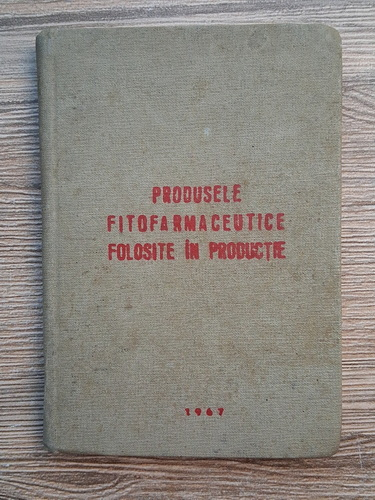 PRODUSELE
FITOFARMACEUTICE
FOLOSITE ÎN PRODUCȚIE
1967